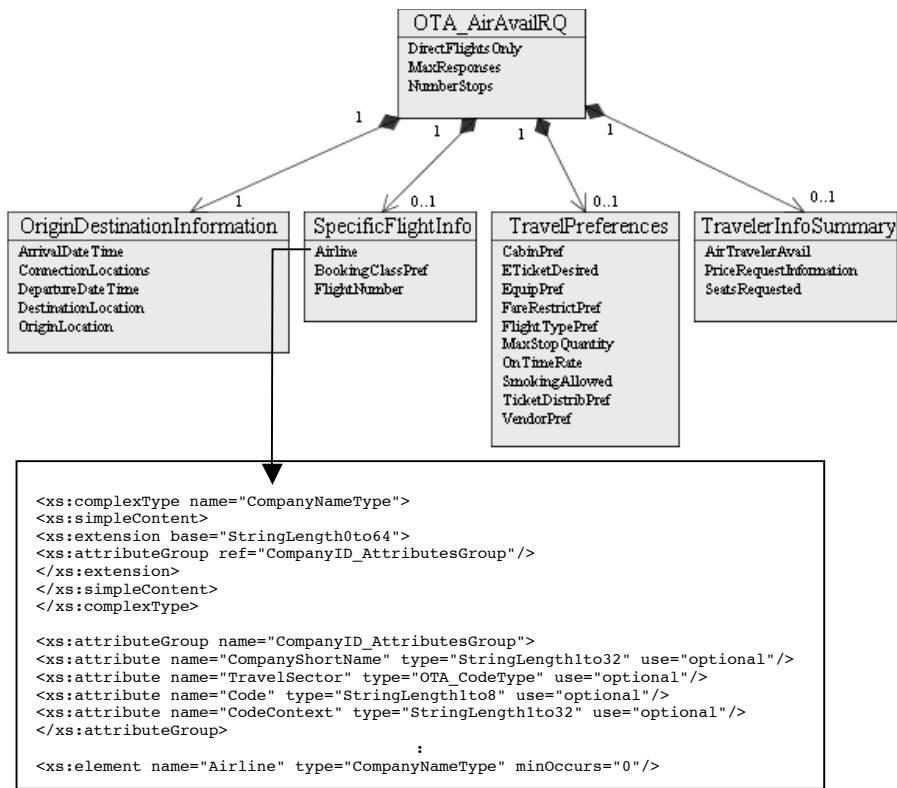 OTA_AirAvailRQ
DirectFlightsOnly
MaxResponses
NumberStops
1
1
1
1
1
0..1
0..1
0..1
OriginDestinationInformation
ArrivalDateTime
ConnectionLocations
DepartureDateTime
DestinationLocation
OriginLocation
SpecificFlightInfo
Airline
BookingClassPref
FlightNumber
TravelPreferences
CabinPref
ETicketDesired
EquipPref
FareRestrictPref
FlightTypePref
MaxStopQuantity
OnTimeRate
SmokingAllowed
TicketDistribPref
VendorPref
TravelerInfoSummary
AirTravelerAvail
PriceRequestInformation
SeatsRequested
<xs:complexType name="CompanyNameType">
<xs:simpleContent>
<xs:extension base="StringLength0to64">
<xs:attributeGroup ref="CompanyID_AttributesGroup"/>
</xs:extension>
</xs:simpleContent>
</xs:complexType>
<xs:attributeGroup name="CompanyID_AttributesGroup">
<xs:attribute name="CompanyShortName" type="StringLength1to32" use="optional"/>
<xs:attribute name="TravelSector" type="OTA_CodeType" use="optional"/>
<xs:attribute name="Code" type="StringLength1to8" use="optional"/>
<xs:attribute name="CodeContext" type="StringLength1to32" use="optional"/>
</xs:attributeGroup>
:
<xs:element name="Airline" type="CompanyNameType" minOccurs="0"/>